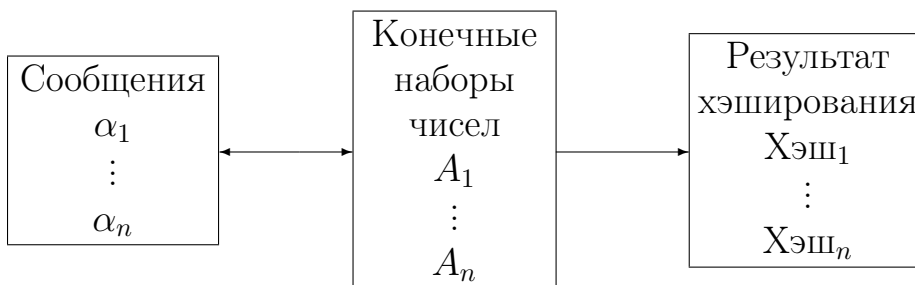 Сообщения
α₁
⋮
αₙ
Конечные
наборы
чисел
A₁
⋮
Aₙ
Результат
хэширования
Хэш₁
⋮
Хэшₙ